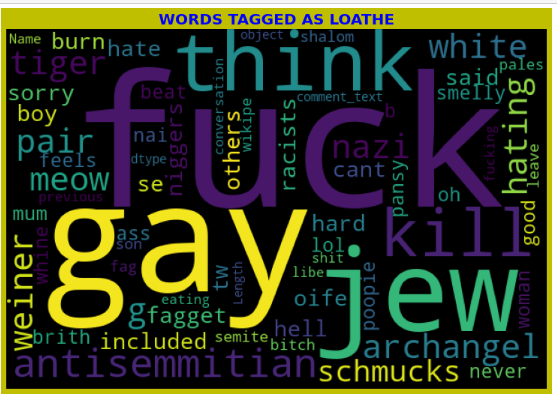 WORDS TAGGED AS LOATHE
Name burn hate object shalom white
tiger think said pales
sorry beat conversation wikipe comment_text b smelly
boy nai niggers others racists nazi fucking hating
pair fuck cant leave
feels dtype se pansy oh
meow previous
mum gay jew kill good
ass son hard
weiner whine fag lol shit
tw Length libe poopie woman
g eating oife
fagget hell
brith included semite bitch archangel
antisemmitian schmucks never